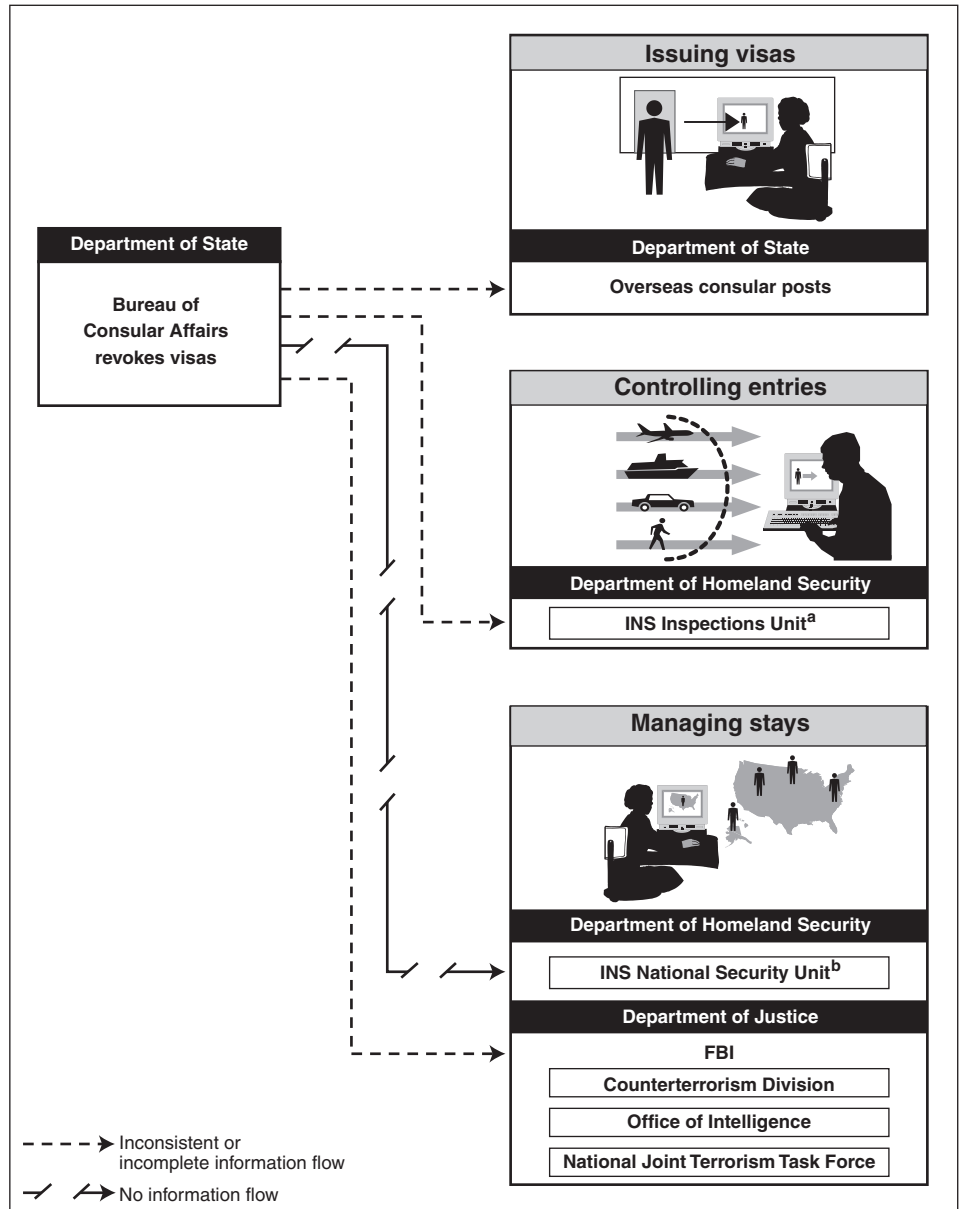 Issuing visas
Department of State
Overseas consular posts
Department of State
Bureau of
Consular Affairs
revokes visas
Controlling entries
Department of Homeland Security
INS Inspections Unitᵃ
Managing stays
Department of Homeland Security
INS National Security Unitᵇ
Department of Justice
FBI
Counterterrorism Division
Office of Intelligence
National Joint Terrorism Task Force
Inconsistent or
incomplete information flow
No information flow